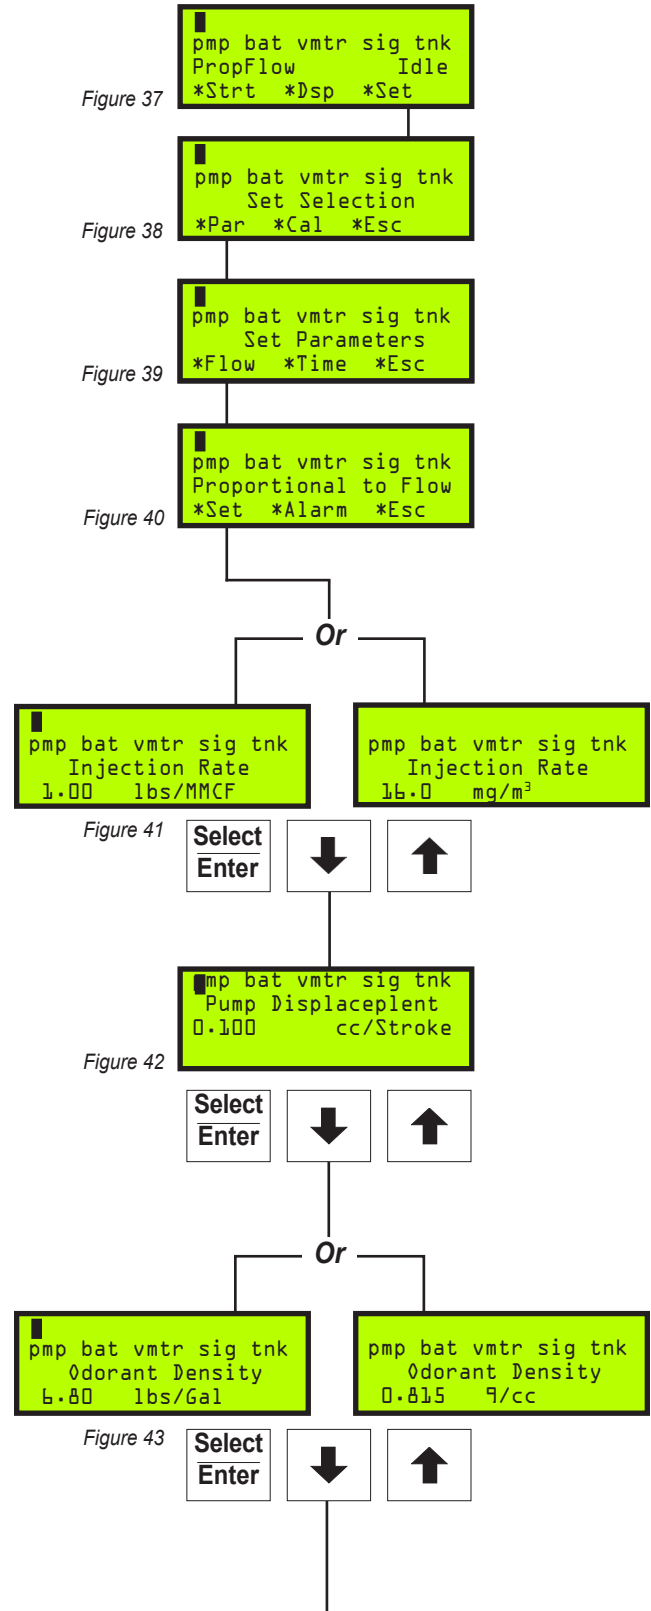 pmp bat vmtr sig tnk
PropFlow Idle
*Strt *Dsp *Set
Figure 37
pmp bat vmtr sig tnk
Set Selection
*Par *Cal *Esc
Figure 38
pmp bat vmtr sig tnk
Set Parameters
*Flow *Time *Esc
Figure 39
pmp bat vmtr sig tnk
Proportional to Flow
*Set *Alarm *Esc
Figure 40
Or
pmp bat vmtr sig tnk
Injection Rate
1.00 lbs/MMCF
pmp bat vmtr sig tnk
Injection Rate
16.0 mg/m³
Figure 41
Select
Enter
pmp bat vmtr sig tnk
Pump Displaceplent
0.100 cc/Stroke
Figure 42
Select
Enter
Or
pmp bat vmtr sig tnk
Odorant Density
6.80 lbs/Gal
pmp bat vmtr sig tnk
Odorant Density
0.815 9/cc
Figure 43
Select
Enter